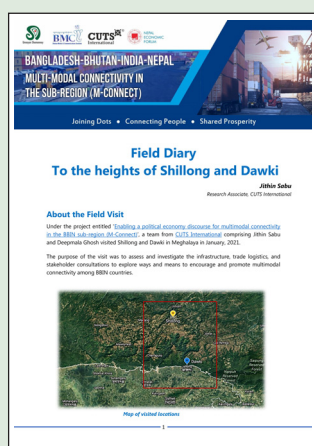 BMC
CUTS
International
NEPAL
ECONOMIC
FORUM
BANGLADESH-BHUTAN-INDIA-NEPAL
MULTI-MODAL CONNECTIVITY IN
THE SUB-REGION (M-CONNECT)
Joining Dots • Connecting People • Shared Prosperity
Field Diary
To the heights of Shillong and Dawki
Jithin Sabu
Research Associate, CUTS International
About the Field Visit
Under the project entitled 'Enabling a political economy discourse for multimodal connectivity
in the BBIN sub-region (M-Connect)', a team from CUTS International comprising Jithin Sabu
and Deepmala Ghosh visited Shillong and Dawki in Meghalaya in January, 2021.
The purpose of the visit was to assess and investigate the infrastructure, trade logistics, and
stakeholder consultations to explore ways and means to encourage and promote multimodal
connectivity among BBIN countries.
Dawki
Map of visited locations
1